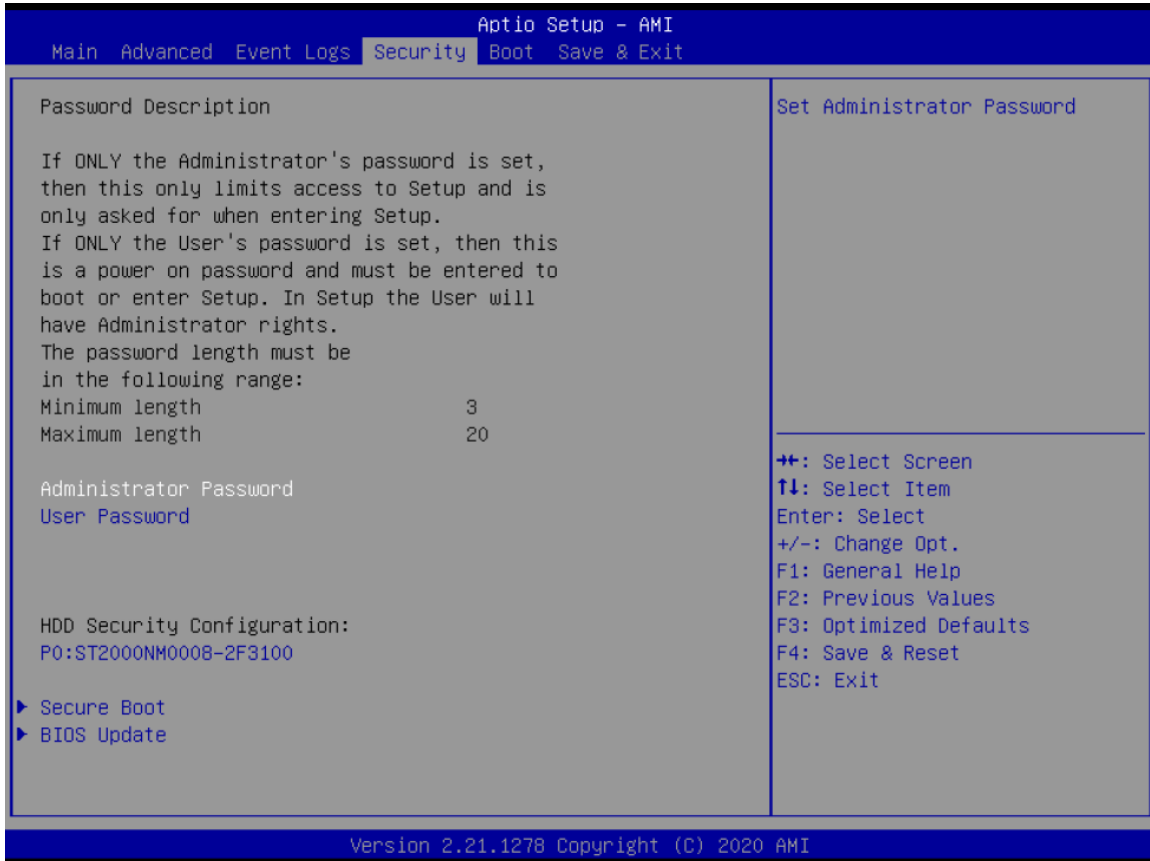 Aptio Setup – AMI
Main Advanced Event Logs Security Boot Save & Exit
Password Description
If ONLY the Administrator's password is set,
then this only limits access to Setup and is
only asked for when entering Setup.
If ONLY the User's password is set, then this
is a power on password and must be entered to
boot or enter Setup. In Setup the User will
have Administrator rights.
The password length must be
in the following range:
Minimum length 3
Maximum length 20
Administrator Password
User Password
HDD Security Configuration:
P0:ST2000NM0008-2F3100
▶ Secure Boot
▶ BIOS Update
Set Administrator Password
→←: Select Screen
↑↓: Select Item
Enter: Select
+/-: Change Opt.
F1: General Help
F2: Previous Values
F3: Optimized Defaults
F4: Save & Reset
ESC: Exit
Version 2.21.1278 Copyright (C) 2020 AMI